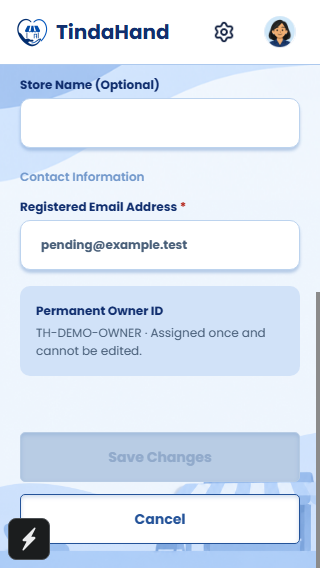 TindaHand
Store Name (Optional)
Contact Information
Registered Email Address *
pending@example.test
Permanent Owner ID
TH-DEMO-OWNER · Assigned once and
cannot be edited.
Save Changes
Cancel